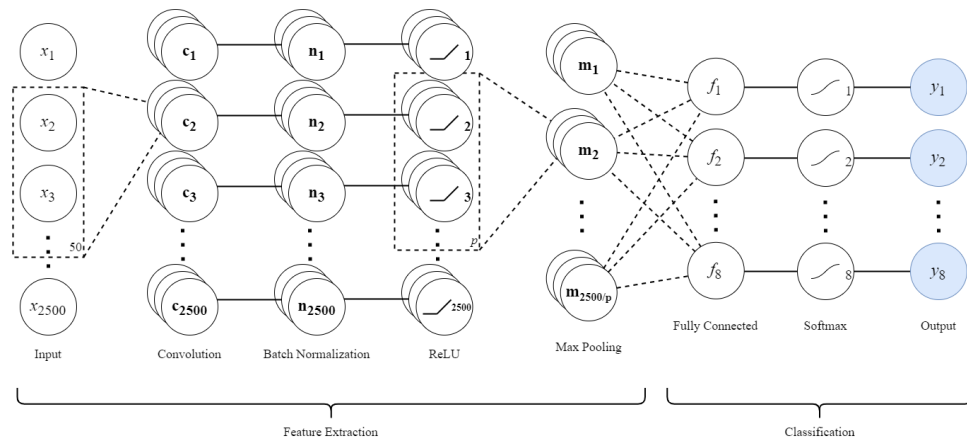 x1 c1 n1 1 m1 f1 1 y1
x2 c2 n2 2 m2 f2 2 y2
x3 c3 n3 3
50 p
x2500 c2500 n2500 2500 m2500/p f8 8 y8
Input Convolution Batch Normalization ReLU Max Pooling Fully Connected Softmax Output
Feature Extraction Classification